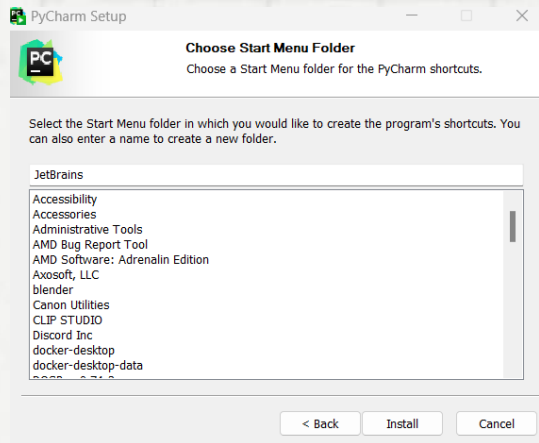 PyCharm Setup
PC
Choose Start Menu Folder
Choose a Start Menu folder for the PyCharm shortcuts.
Select the Start Menu folder in which you would like to create the program's shortcuts. You
can also enter a name to create a new folder.
JetBrains
Accessibility
Accessories
Administrative Tools
AMD Bug Report Tool
AMD Software: Adrenalin Edition
Axosoft, LLC
blender
Canon Utilities
CLIP STUDIO
Discord Inc
docker-desktop
docker-desktop-data
< Back
Install
Cancel